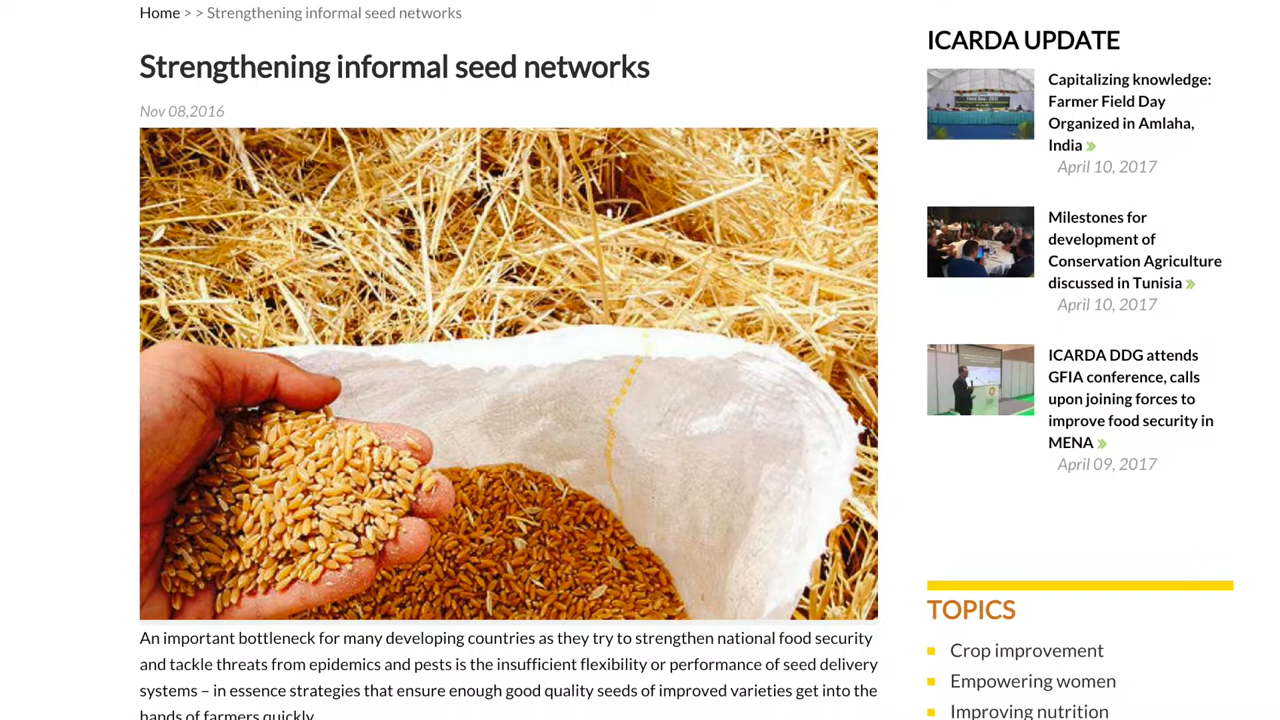 Home > > Strengthening informal seed networks
Strengthening informal seed networks
Nov 08,2016
An important bottleneck for many developing countries as they try to strengthen national food security
and tackle threats from epidemics and pests is the insufficient flexibility or performance of seed delivery
systems – in essence strategies that ensure enough good quality seeds of improved varieties get into the
hands of farmers quickly.
ICARDA UPDATE
Capitalizing knowledge:
Farmer Field Day
Organized in Amlaha,
India »
April 10, 2017
Milestones for
development of
Conservation Agriculture
discussed in Tunisia »
April 10, 2017
ICARDA DDG attends
GFIA conference, calls
upon joining forces to
improve food security in
MENA »
April 09, 2017
TOPICS
Crop improvement
Empowering women
Improving nutrition